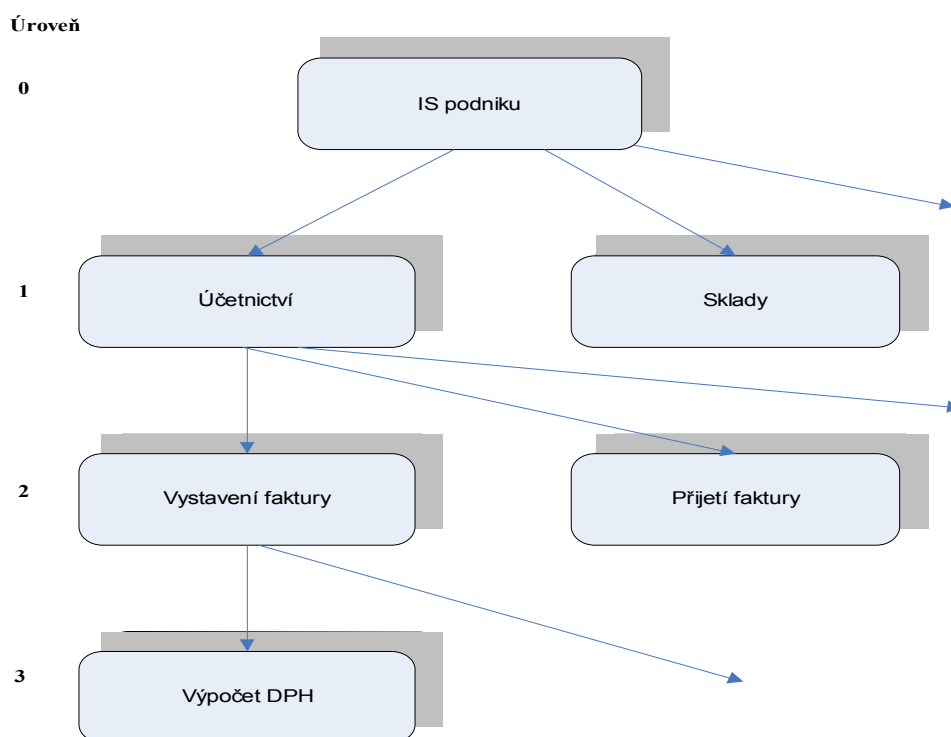 Úroveň
0
IS podniku
1
Účetnictví
Sklady
2
Vystavení faktury
Přijetí faktury
3
Výpočet DPH